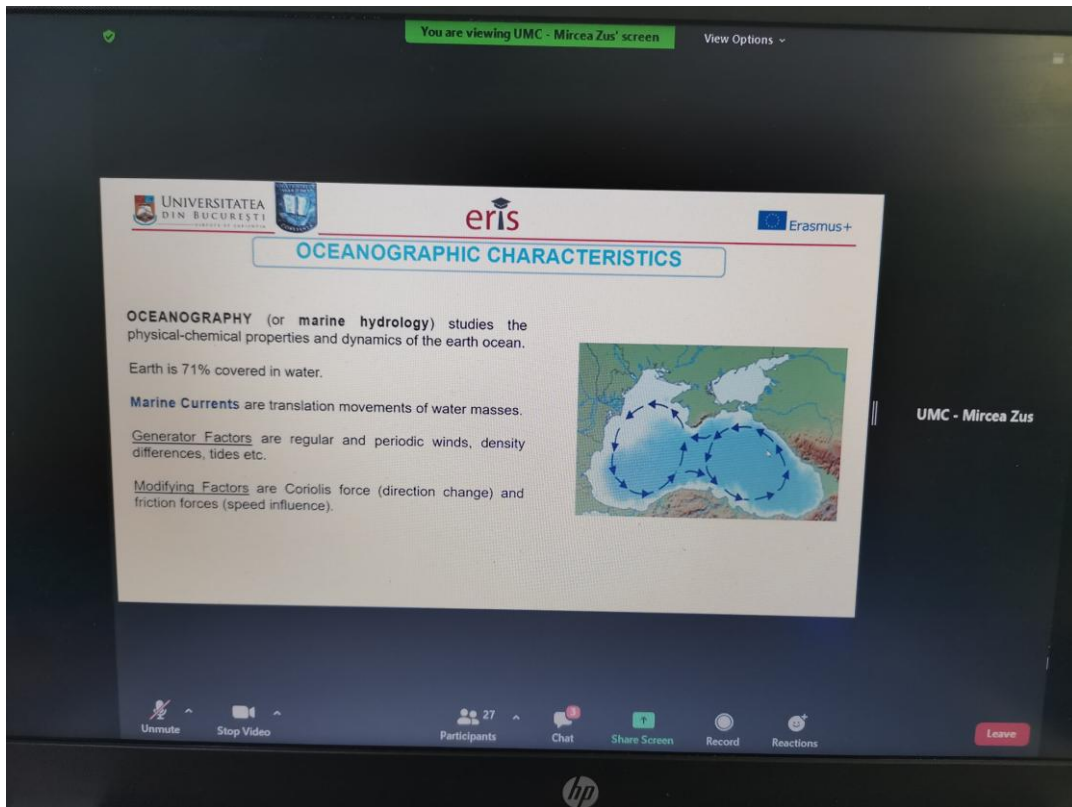 You are viewing UMC - Mircea Zus' screen
View Options
UNIVERSITATEA
DIN BUCUREȘTI
eris
Erasmus+
OCEANOGRAPHIC CHARACTERISTICS
OCEANOGRAPHY (or marine hydrology) studies the
physical-chemical properties and dynamics of the earth ocean.
Earth is 71% covered in water.
Marine Currents are translation movements of water masses.
Generator Factors are regular and periodic winds, density
differences, tides etc.
Modifying Factors are Coriolis force (direction change) and
friction forces (speed influence).
UMC - Mircea Zus
Unmute
Stop Video
27
Participants
3
Chat
Share Screen
Record
Reactions
Leave
hp